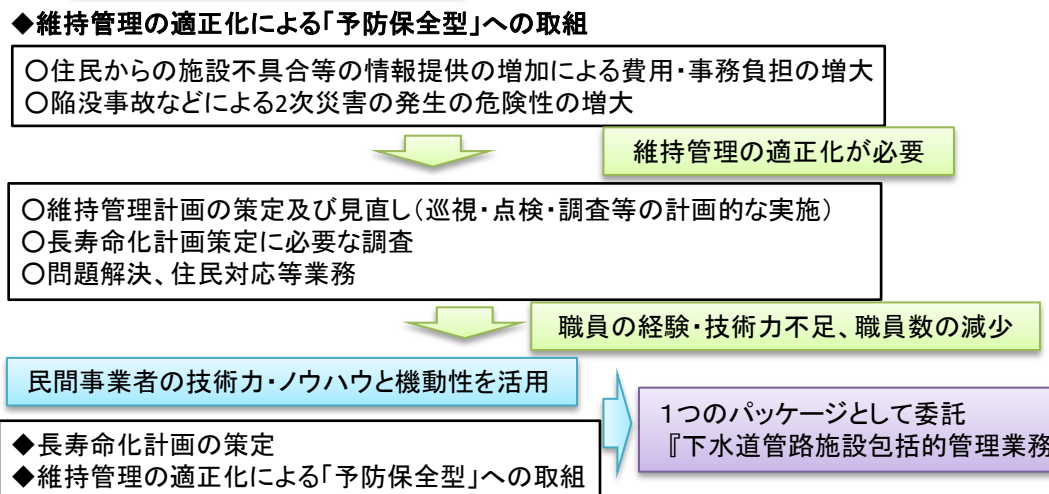 ◆維持管理の適正化による「予防保全型」への取組
○住民からの施設不具合等の情報提供の増加による費用・事務負担の増大
○陥没事故などによる2次災害の発生の危険性の増大
維持管理の適正化が必要
○維持管理計画の策定及び見直し(巡視・点検・調査等の計画的な実施)
○長寿命化計画策定に必要な調査
○問題解決、住民対応等業務
職員の経験・技術力不足、職員数の減少
民間事業者の技術力・ノウハウと機動性を活用
1つのパッケージとして委託
『下水道管路施設包括的管理業務
◆長寿命化計画の策定
◆維持管理の適正化による「予防保全型」への取組